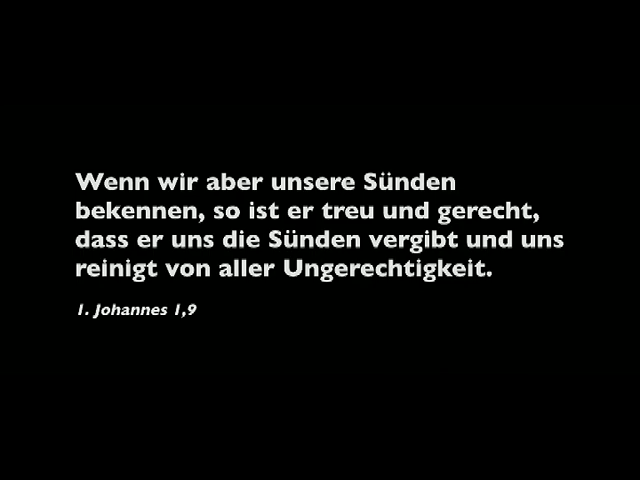 Wenn wir aber unsere Sünden
bekennen, so ist er treu und gerecht,
dass er uns die Sünden vergibt und uns
reinigt von aller Ungerechtigkeit.
1. Johannes 1,9